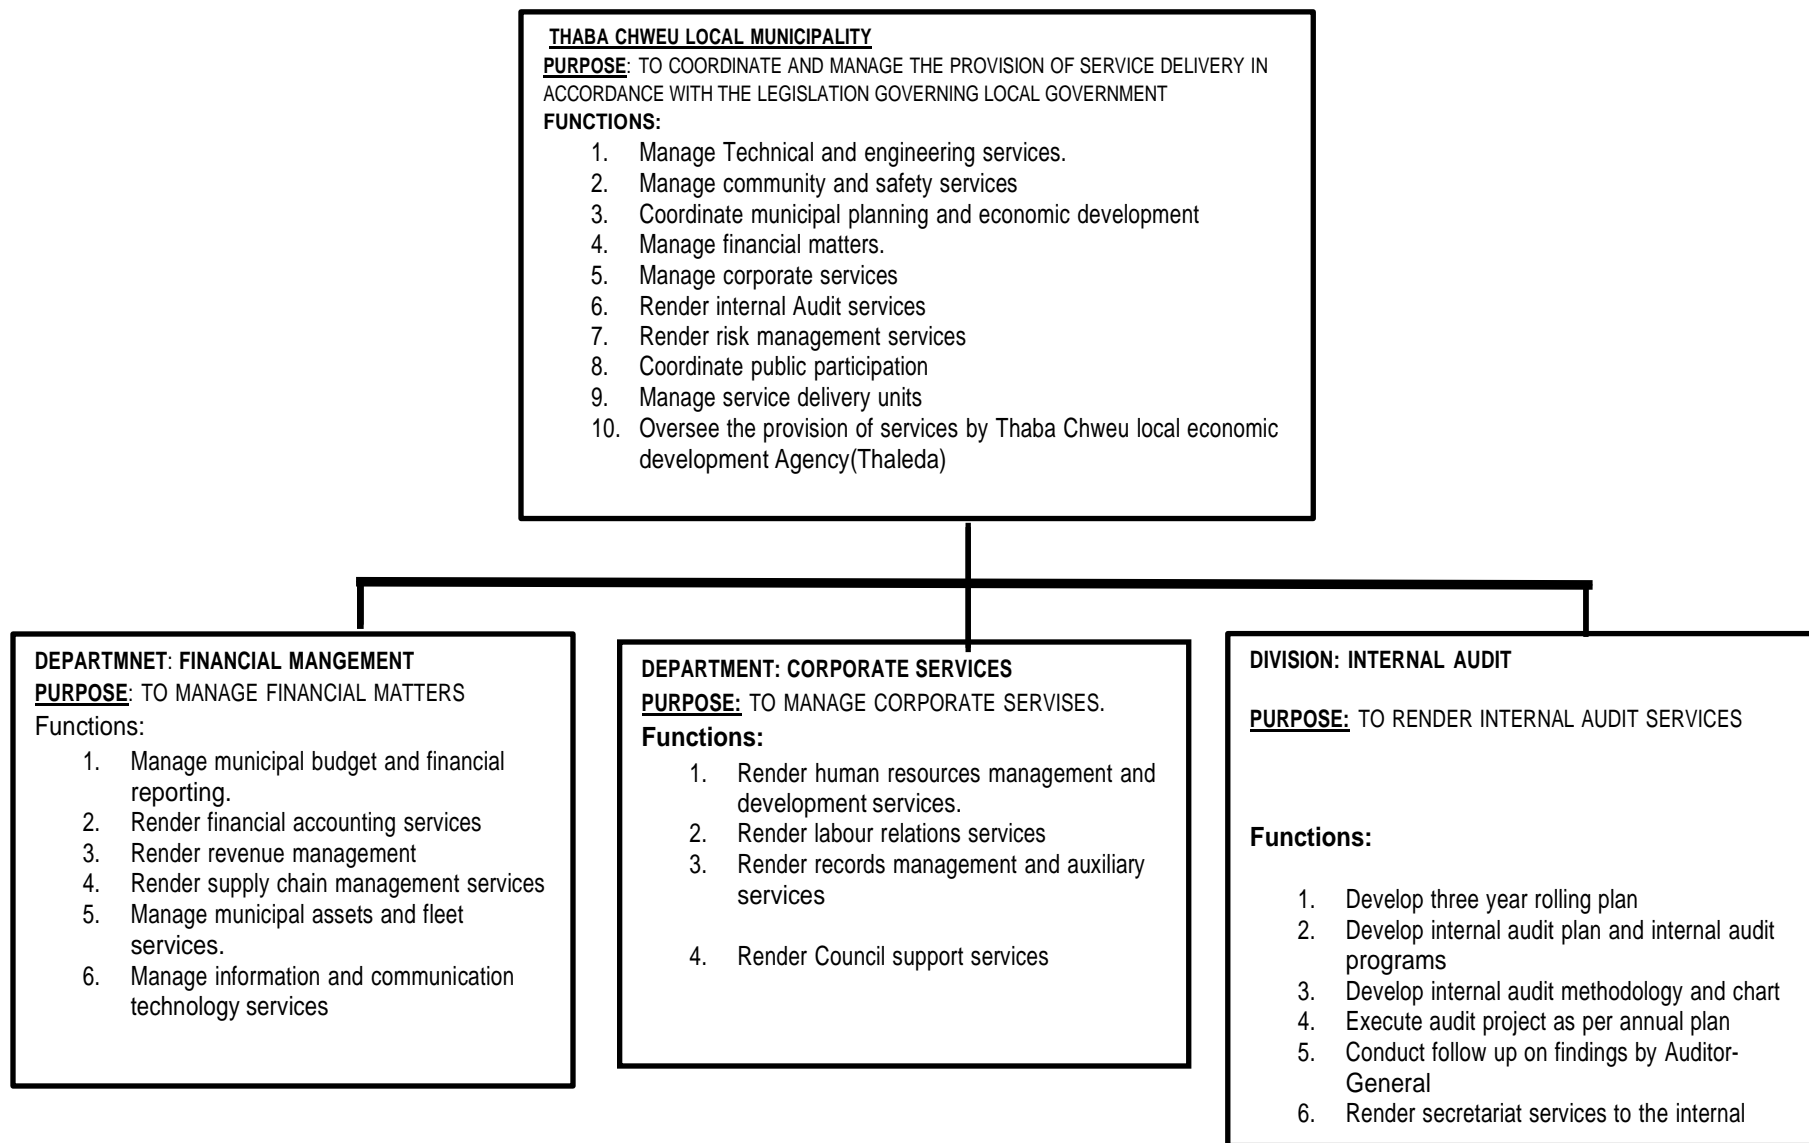 THABA CHWEU LOCAL MUNICIPALITY
PURPOSE: TO COORDINATE AND MANAGE THE PROVISION OF SERVICE DELIVERY IN
ACCORDANCE WITH THE LEGISLATION GOVERNING LOCAL GOVERNMENT
FUNCTIONS:
1. Manage Technical and engineering services.
2. Manage community and safety services
3. Coordinate municipal planning and economic development
4. Manage financial matters.
5. Manage corporate services
6. Render internal Audit services
7. Render risk management services
8. Coordinate public participation
9. Manage service delivery units
10. Oversee the provision of services by Thaba Chweu local economic
development Agency(Thaleda)
DEPARTMNET: FINANCIAL MANGEMENT
PURPOSE: TO MANAGE FINANCIAL MATTERS
Functions:
1. Manage municipal budget and financial
reporting.
2. Render financial accounting services
3. Render revenue management
4. Render supply chain management services
5. Manage municipal assets and fleet
services.
6. Manage information and communication
technology services
DEPARTMENT: CORPORATE SERVICES
PURPOSE: TO MANAGE CORPORATE SERVISES.
Functions:
1. Render human resources management and
development services.
2. Render labour relations services
3. Render records management and auxiliary
services
4. Render Council support services
DIVISION: INTERNAL AUDIT
PURPOSE: TO RENDER INTERNAL AUDIT SERVICES
Functions:
1. Develop three year rolling plan
2. Develop internal audit plan and internal audit
programs
3. Develop internal audit methodology and chart
4. Execute audit project as per annual plan
5. Conduct follow up on findings by Auditor-
General
6. Render secretariat services to the internal